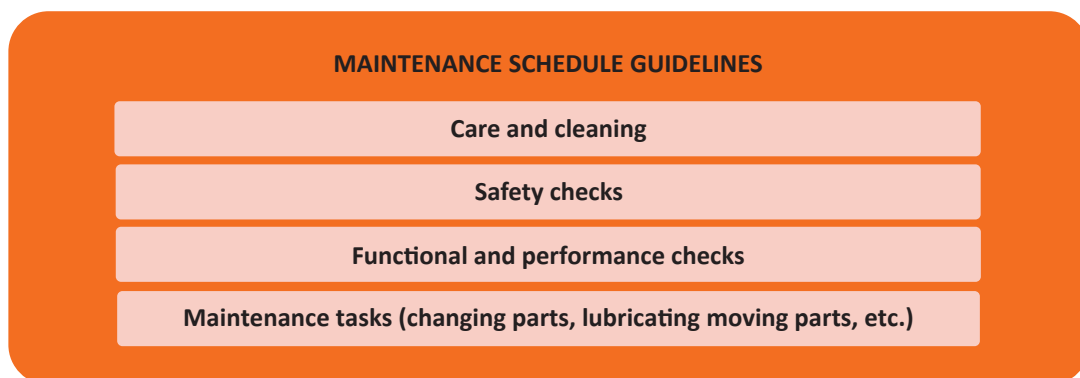 MAINTENANCE SCHEDULE GUIDELINES
Care and cleaning
Safety checks
Functional and performance checks
Maintenance tasks (changing parts, lubricating moving parts, etc.)